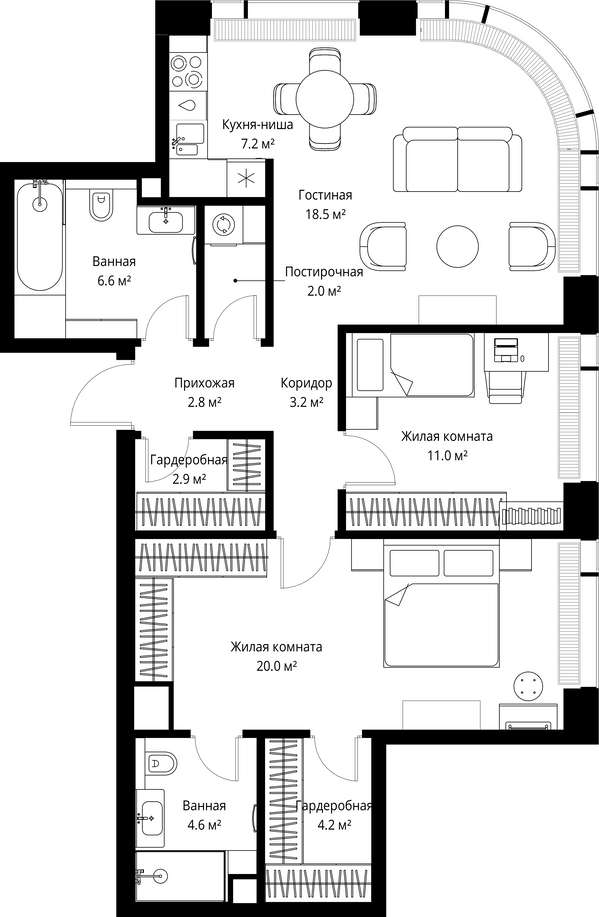 Кухня-ниша
7.2 м²
Гостиная
18.5 м²
Ванная
6.6 м²
Постирочная
2.0 м²
Прихожая
2.8 м²
Коридор
3.2 м²
Жилая комната
11.0 м²
Гардеробная
2.9 м²
Жилая комната
20.0 м²
Ванная
4.6 м²
Гардеробная
4.2 м²